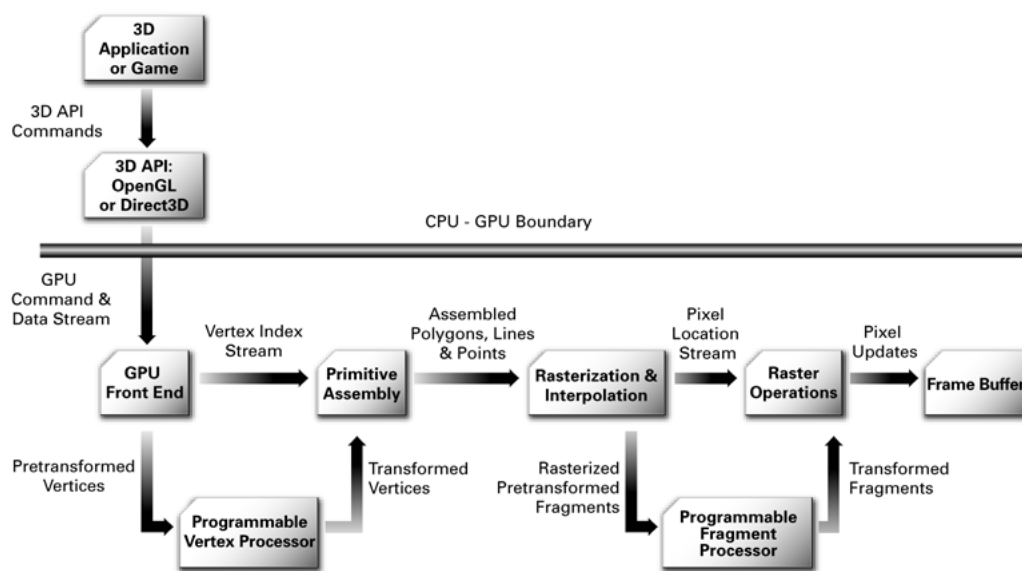 3D
Application
or Game
3D API
Commands
3D API:
OpenGL
or Direct3D
CPU - GPU Boundary
GPU
Command &
Data Stream
Vertex Index
Stream
Assembled
Polygons, Lines
& Points
Pixel
Location
Stream
Pixel
Updates
GPU
Front End
Primitive
Assembly
Rasterization &
Interpolation
Raster
Operations
Frame Buffer
Pretransformed
Vertices
Transformed
Vertices
Rasterized
Pretransformed
Fragments
Transformed
Fragments
Programmable
Vertex Processor
Programmable
Fragment
Processor